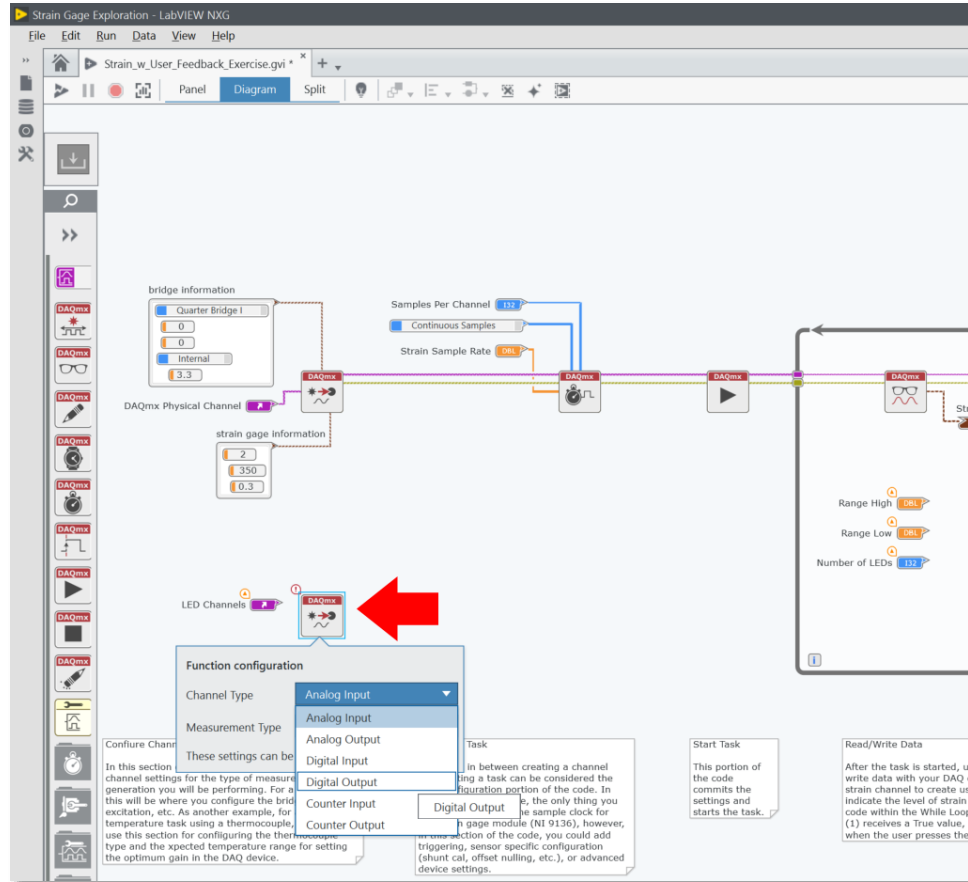 Strain Gage Exploration - LabVIEW NXG
File Edit Run Data View Help
Strain_w_User_Feedback_Exercise.gvi *
Panel Diagram Split
bridge information
Quarter Bridge I
0
0
Internal
3.3
DAQmx Physical Channel
strain gage information
2
350
0.3
Samples Per Channel I32
Continuous Samples
Strain Sample Rate DBL
DAQmx
DAQmx
DAQmx
DAQmx
Range High DBL
Range Low DBL
Number of LEDs I32
DAQmx
DAQmx
DAQmx
DAQmx
DAQmx
DAQmx
DAQmx
DAQmx
DAQmx
LED Channels
DAQmx
Function configuration
Channel Type Analog Input
Measurement Type
These settings can be
Analog Input
Analog Output
Digital Input
Digital Output
Counter Input
Counter Output
Digital Output
Confiure Chann
In this section
channel settings for the type of measure
generation you will be performing. For a
this will be where you configure the brid
excitation, etc. As another example, for
temperature task using a thermocouple,
use this section for configuring the thermocouple
type and the xpected temperature range for setting
the optimum gain in the DAQ device.
Task
in between creating a channel
ting a task can be considered the
figuration portion of the code. In
e, the only thing you
he sample clock for
n gage module (NI 9136), however,
in this section of the code, you could add
triggering, sensor specific configuration
(shunt cal, offset nulling, etc.), or advanced
device settings.
Start Task
This portion of
the code
commits the
settings and
starts the task.
Read/Write Data
After the task is started, u
write data with your DAQ
strain channel to create us
indicate the level of strain
code within the While Loop
(1) receives a True value,
when the user presses the